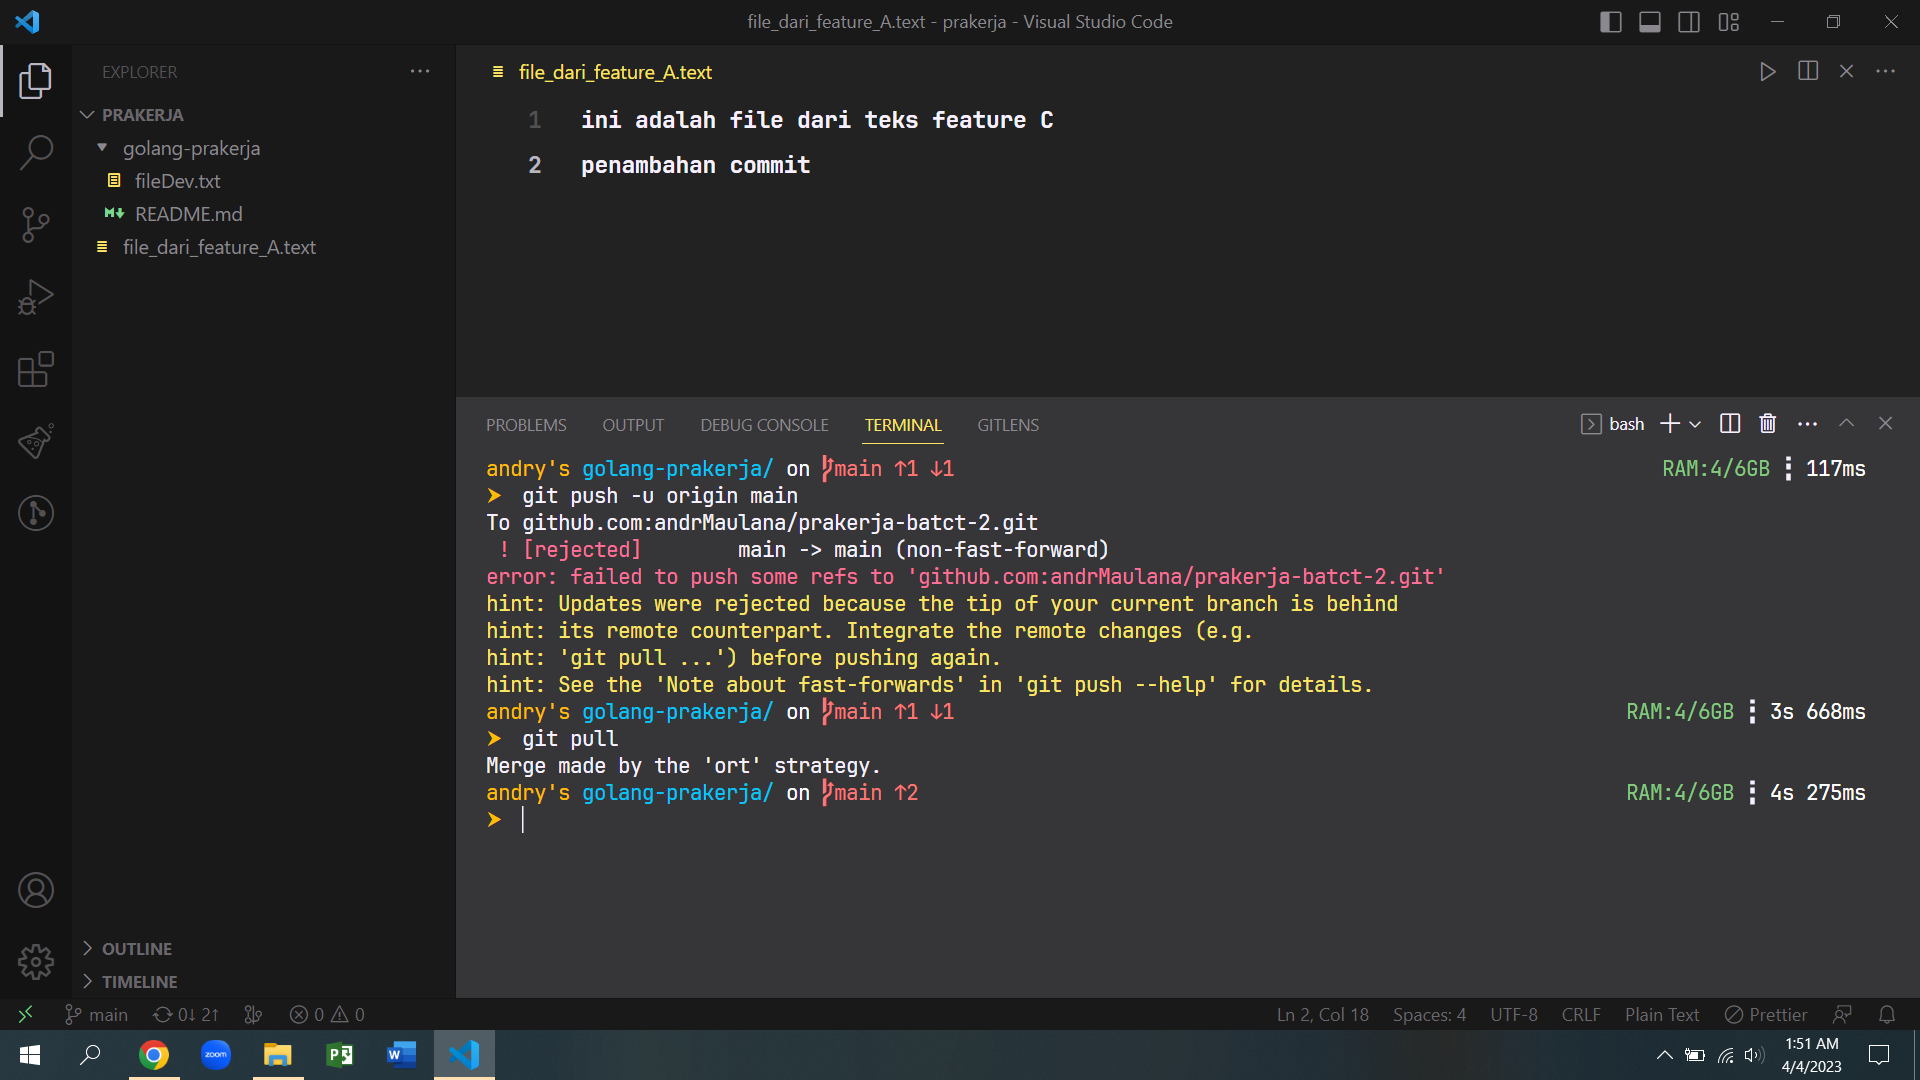 file_dari_feature_A.text - prakerja - Visual Studio Code
EXPLORER
PRAKERJA
golang-prakerja
fileDev.txt
README.md
file_dari_feature_A.text
file_dari_feature_A.text
1 ini adalah file dari teks feature C
2 penambahan commit
PROBLEMS OUTPUT DEBUG CONSOLE TERMINAL GITLENS
bash
andry's golang-prakerja/ on main ↑1 ↓1 RAM:4/6GB 117ms
git push -u origin main
To github.com:andrMaulana/prakerja-batct-2.git
! [rejected] main -> main (non-fast-forward)
error: failed to push some refs to 'github.com:andrMaulana/prakerja-batct-2.git'
hint: Updates were rejected because the tip of your current branch is behind
hint: its remote counterpart. Integrate the remote changes (e.g.
hint: 'git pull ...') before pushing again.
hint: See the 'Note about fast-forwards' in 'git push --help' for details.
andry's golang-prakerja/ on main ↑1 ↓1 RAM:4/6GB 3s 668ms
git pull
Merge made by the 'ort' strategy.
andry's golang-prakerja/ on main ↑2 RAM:4/6GB 4s 275ms
OUTLINE
TIMELINE
main 0↓ 2↑ 0 0 Ln 2, Col 18 Spaces: 4 UTF-8 CRLF Plain Text Prettier
zoom
1:51 AM
4/4/2023